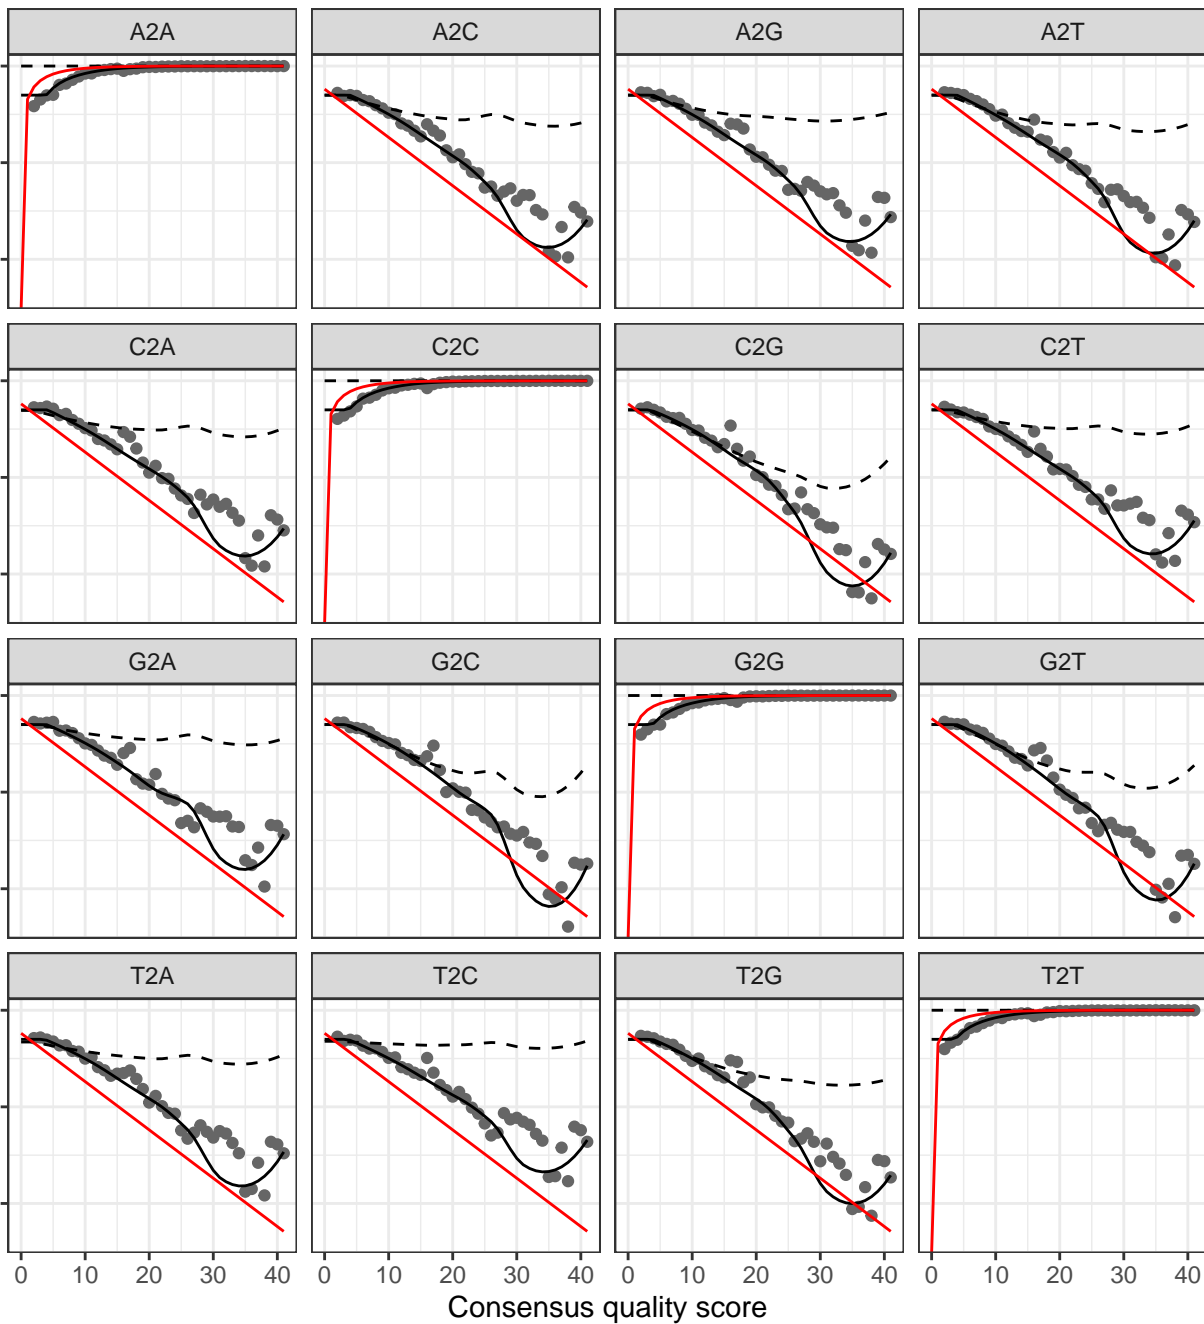 A2A A2C A2G A2T
C2A C2C C2G C2T
G2A G2C G2G G2T
T2A T2C T2G T2T
0 10 20 30 40 0 10 20 30 40 0 10 20 30 40 0 10 20 30 40
Consensus quality score